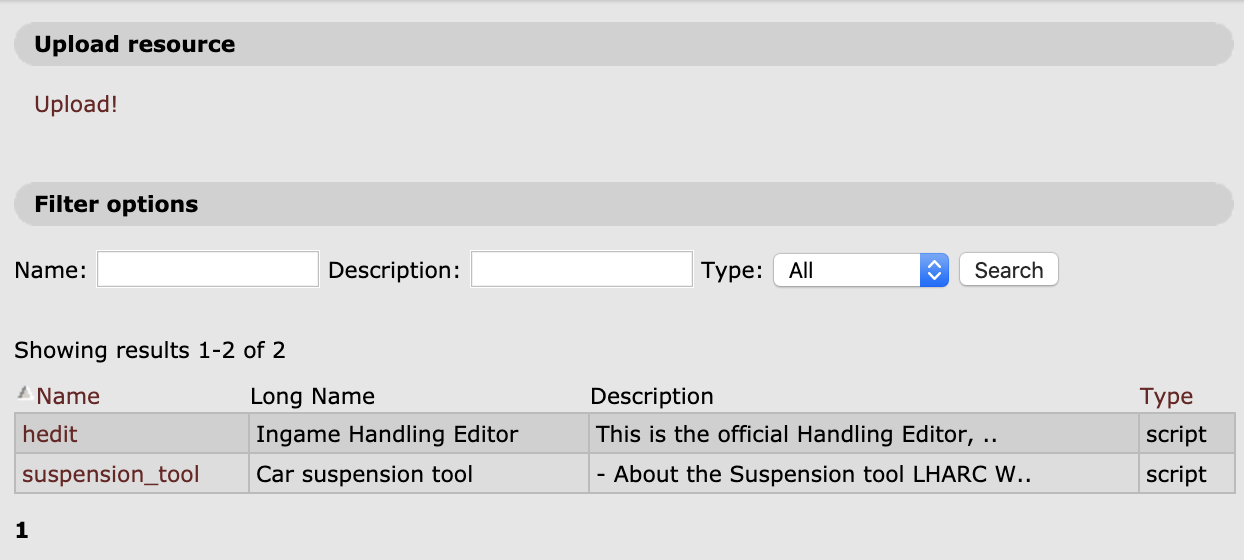 Upload resource
Upload!
Filter options
Name: Description: Type: All Search
Showing results 1-2 of 2
Name Long Name Description Type
hedit Ingame Handling Editor This is the official Handling Editor, .. script
suspension_tool Car suspension tool - About the Suspension tool LHARC W.. script
1